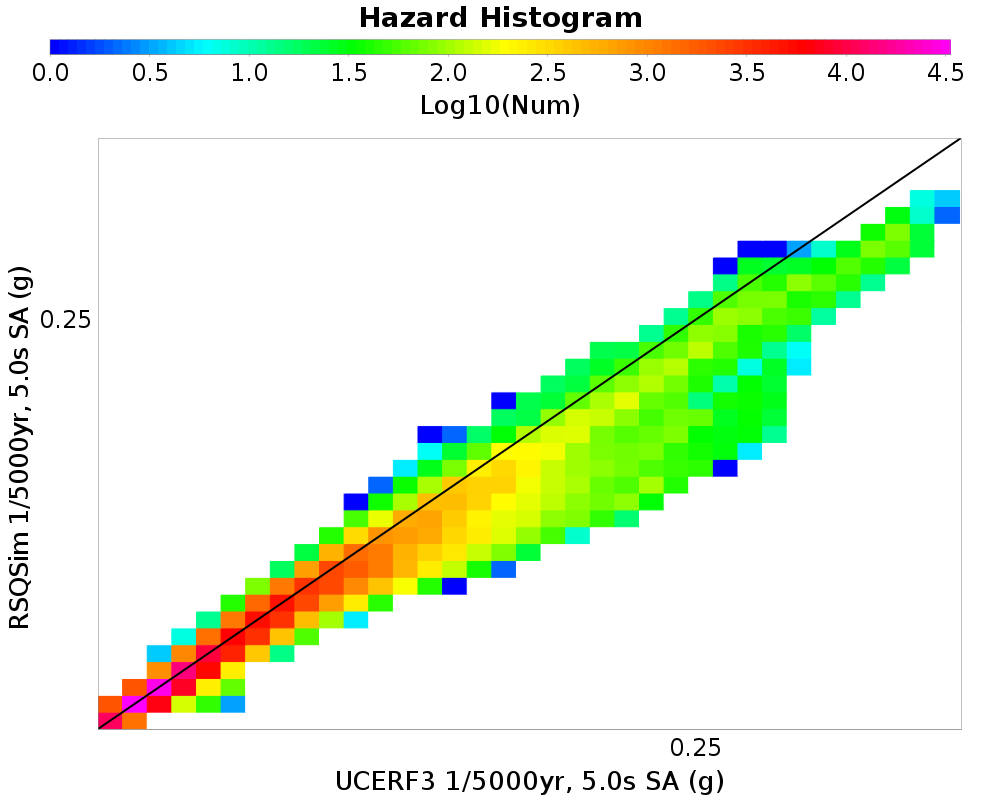 Hazard Histogram
0.0 0.5 1.0 1.5 2.0 2.5 3.0 3.5 4.0 4.5
Log10(Num)
RSQSim 1/5000yr, 5.0s SA (g)
0.25
0.25
UCERF3 1/5000yr, 5.0s SA (g)